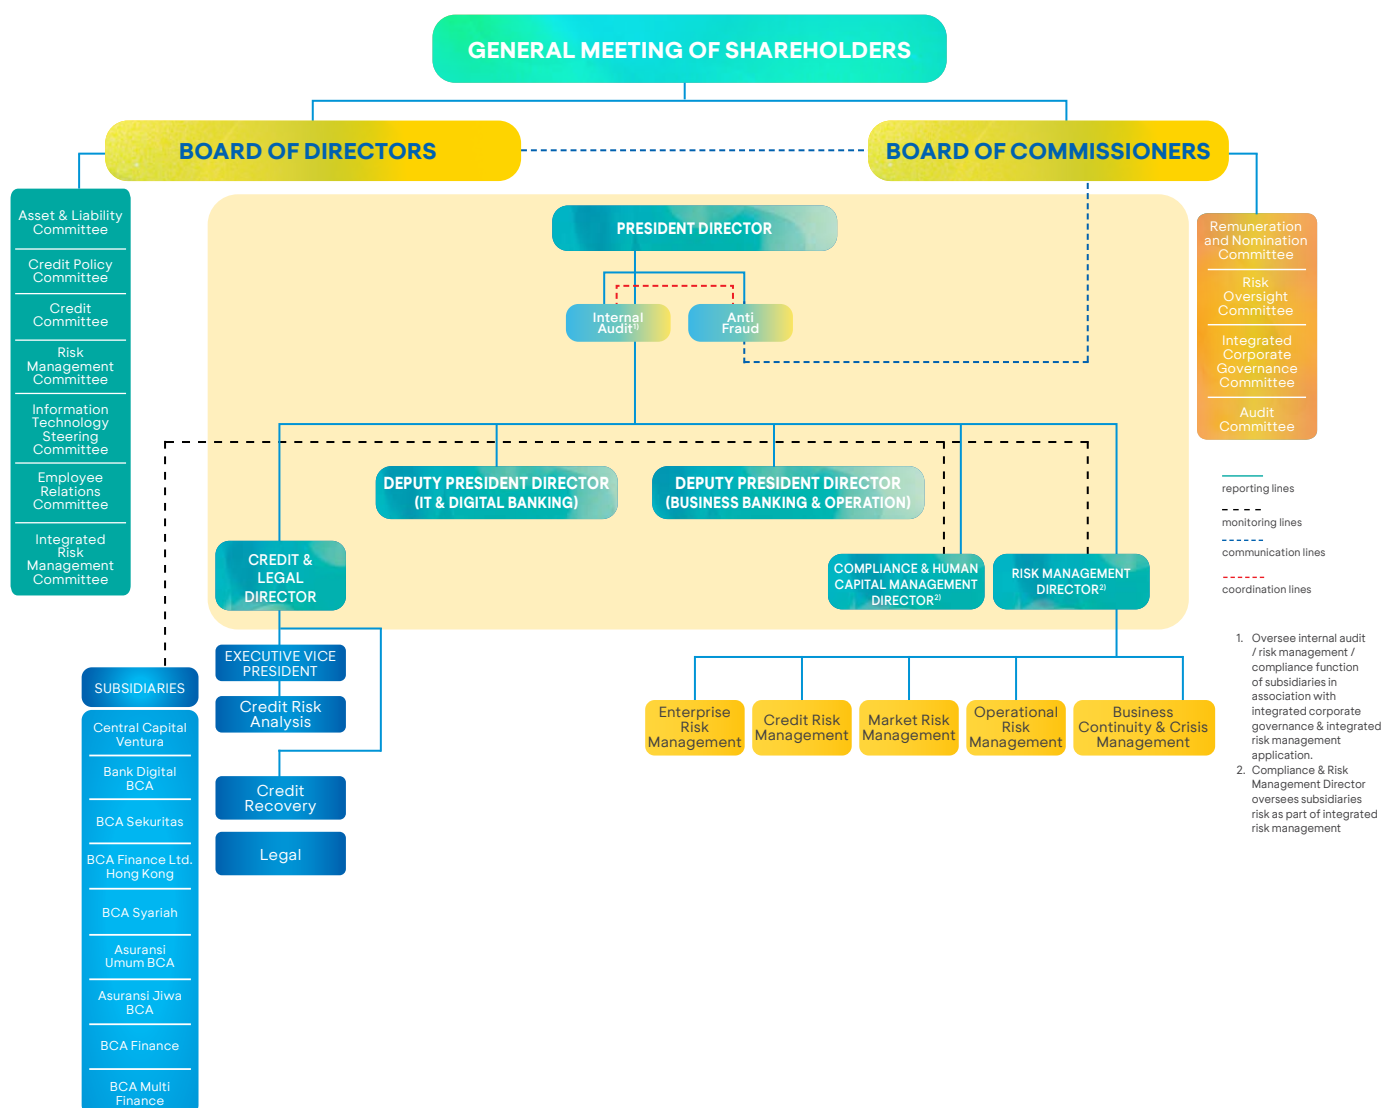 GENERAL MEETING OF SHAREHOLDERS
BOARD OF DIRECTORS
BOARD OF COMMISSIONERS
Asset & Liability
Committee
Credit Policy
Committee
Credit
Committee
Risk
Management
Committee
Information
Technology
Steering
Committee
Employee
Relations
Committee
Integrated
Risk
Management
Committee
PRESIDENT DIRECTOR
Internal
Audit1)
Anti
Fraud
Remuneration
and Nomination
Committee
Risk
Oversight
Committee
Integrated
Corporate
Governance
Committee
Audit
Committee
DEPUTY PRESIDENT DIRECTOR
(IT & DIGITAL BANKING)
DEPUTY PRESIDENT DIRECTOR
(BUSINESS BANKING & OPERATION)
CREDIT &
LEGAL
DIRECTOR
COMPLIANCE & HUMAN
CAPITAL MANAGEMENT
DIRECTOR2)
RISK MANAGEMENT
DIRECTOR2)
reporting lines
monitoring lines
communication lines
coordination lines
EXECUTIVE VICE
PRESIDENT
Credit Risk
Analysis
Credit
Recovery
Legal
SUBSIDIARIES
Central Capital
Ventura
Bank Digital
BCA
BCA Sekuritas
BCA Finance Ltd.
Hong Kong
BCA Syariah
Asuransi
Umum BCA
Asuransi Jiwa
BCA
BCA Finance
BCA Multi
Finance
Enterprise
Risk
Management
Credit Risk
Management
Market Risk
Management
Operational
Risk
Management
Business
Continuity & Crisis
Management
1. Oversee internal audit
/ risk management /
compliance function
of subsidiaries in
association with
integrated corporate
governance & integrated
risk management
application.
2. Compliance & Risk
Management Director
oversees subsidiaries
risk as part of integrated
risk management